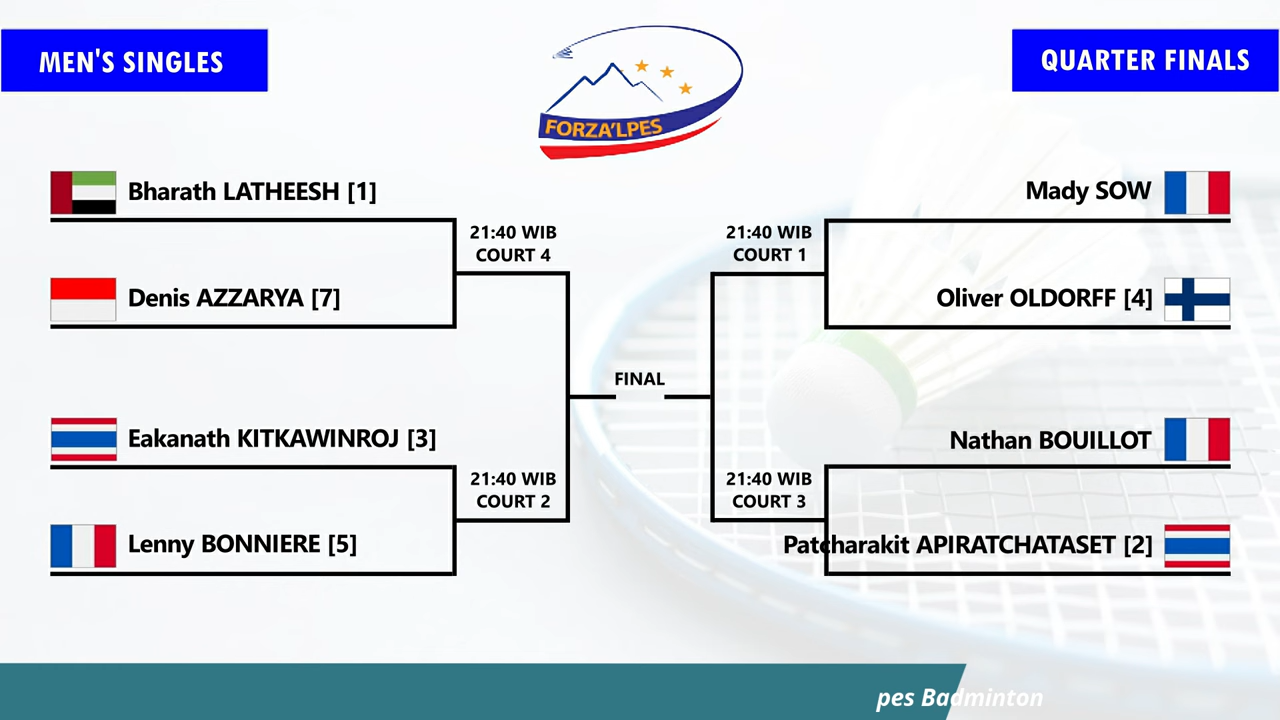 MEN'S SINGLES
QUARTER FINALS
FORZA'LPES
Bharath LATHEESH [1]
Denis AZZARYA [7]
21:40 WIB
COURT 4
Eakanath KITKAWINROJ [3]
Lenny BONNIERE [5]
21:40 WIB
COURT 2
FINAL
Mady SOW
Oliver OLDORFF [4]
21:40 WIB
COURT 1
Nathan BOUILLOT
Patcharakit APIRATCHATASET [2]
21:40 WIB
COURT 3
pes Badminton